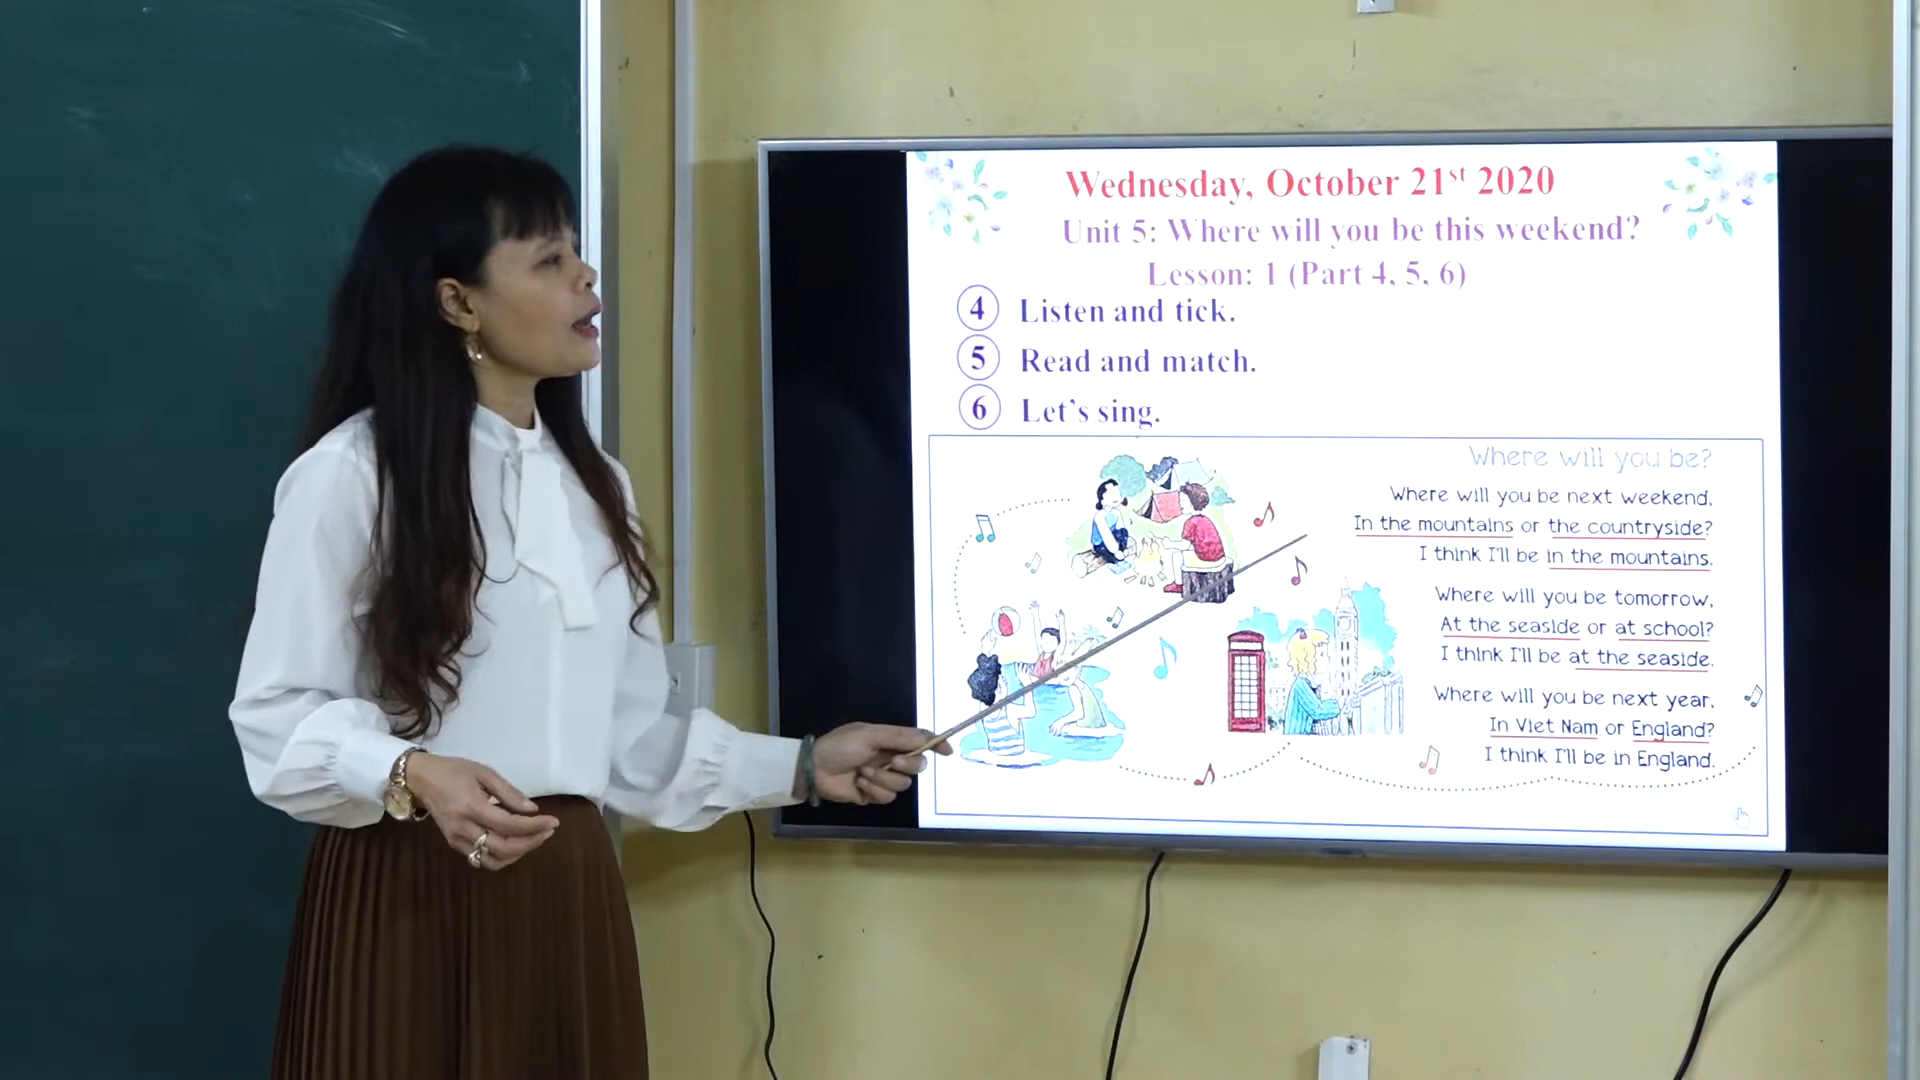 Wednesday, October 21st 2020
Unit 5: Where will you be this weekend?
Lesson: 1 (Part 4, 5, 6)
4 Listen and tick.
5 Read and match.
6 Let's sing.
Where will you be?
Where will you be next weekend,
In the mountains or the countryside?
I think I'll be in the mountains.
Where will you be tomorrow,
At the seaside or at school?
I think I'll be at the seaside.
Where will you be next year,
In Viet Nam or England?
I think I'll be in England.